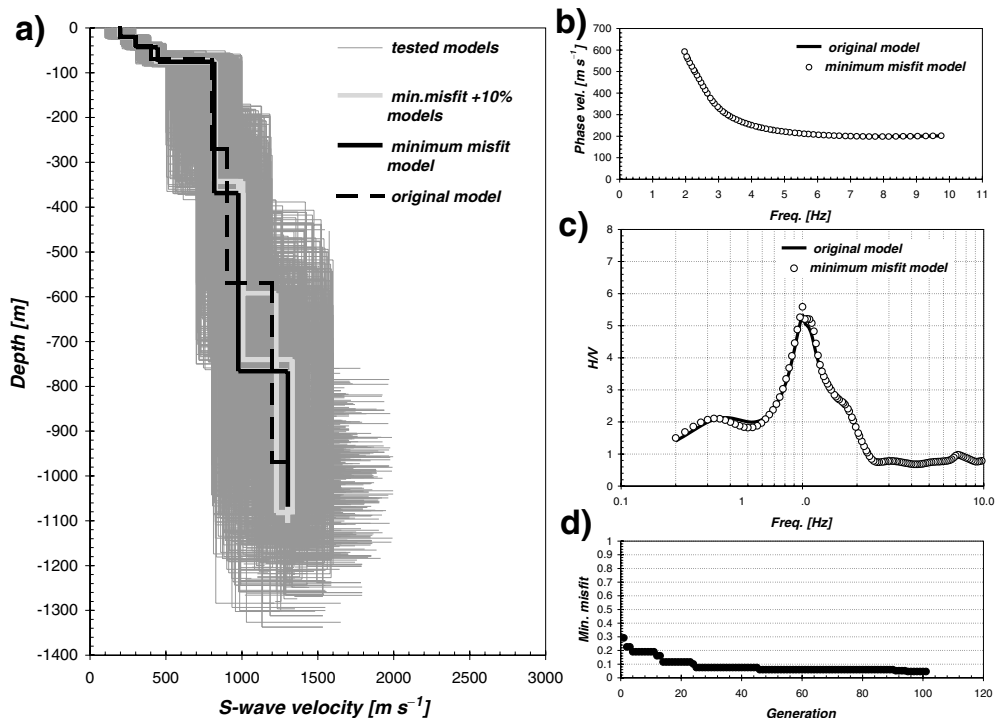 a)
0
-100
-200
-300
-400
-500
-600
-700
-800
-900
-1000
-1100
-1200
-1300
-1400
Depth [m]
0 500 1000 1500 2000 2500 3000
S-wave velocity [m s⁻¹]
tested models
min.misfit +10%
models
minimum misfit
model
original model
b)
700
600
500
400
300
200
100
0
Phase vel. [m s⁻¹]
0 1 2 3 4 5 6 7 8 9 10 11
Freq. [Hz]
original model
minimum misfit model
c)
8
7
6
5
4
3
2
1
0
H/V
0.1 1 .0 10.0
Freq. [Hz]
original model
minimum misfit model
d)
1
0.9
0.8
0.7
0.6
0.5
0.4
0.3
0.2
0.1
0
Min. misfit
0 20 40 60 80 100 120
Generation